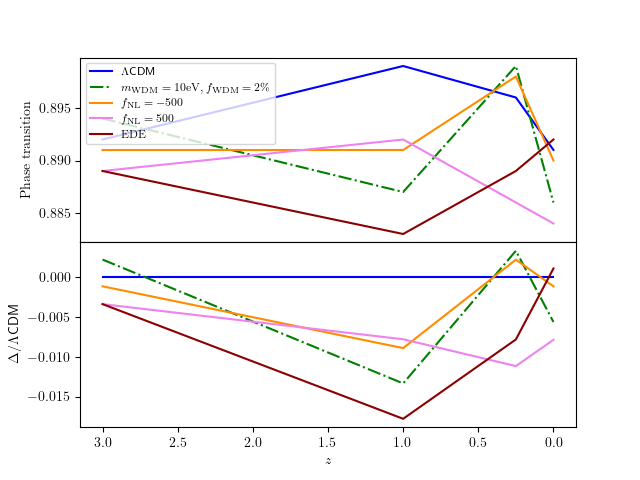 ΛCDM
m_WDM = 10eV, f_WDM = 2%
f_NL = −500
f_NL = 500
EDE
Phase transition
0.895
0.890
0.885
Δ/ΛCDM
0.000
−0.005
−0.010
−0.015
3.0 2.5 2.0 1.5 1.0 0.5 0.0
z